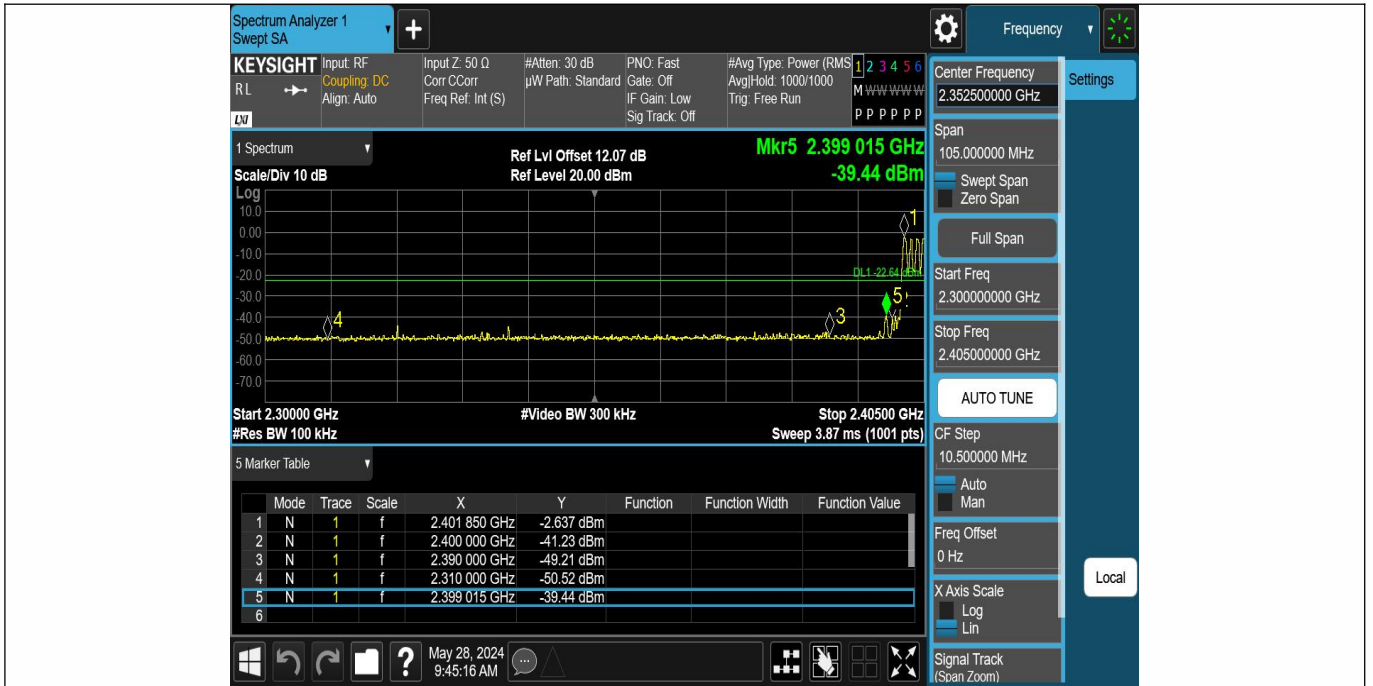 Spectrum Analyzer 1
Swept SA
+
Frequency
KEYSIGHT
RL
LXI
Input: RF
Coupling: DC
Align: Auto
Input Z: 50 Ω
Corr CCorr
Freq Ref: Int (S)
#Atten: 30 dB
µW Path: Standard
PNO: Fast
Gate: Off
IF Gain: Low
Sig Track: Off
#Avg Type: Power (RMS
Avg|Hold: 1000/1000
Trig: Free Run
1 2 3 4 5 6
M W W W W W
P P P P P P
1 Spectrum
Scale/Div 10 dB
Ref Lvl Offset 12.07 dB
Ref Level 20.00 dBm
Mkr5 2.399 015 GHz
-39.44 dBm
Log
10.0
0.00
-10.0
-20.0
-30.0
-40.0
-50.0
-60.0
-70.0
1
DL1 -22.64 dBm
5
3
4
Start 2.30000 GHz
#Video BW 300 kHz
Stop 2.40500 GHz
#Res BW 100 kHz
Sweep 3.87 ms (1001 pts)
5 Marker Table
Mode Trace Scale X Y Function Function Width Function Value
1 N 1 f 2.401 850 GHz -2.637 dBm
2 N 1 f 2.400 000 GHz -41.23 dBm
3 N 1 f 2.390 000 GHz -49.21 dBm
4 N 1 f 2.310 000 GHz -50.52 dBm
5 N 1 f 2.399 015 GHz -39.44 dBm
6
?
May 28, 2024
9:45:16 AM
Center Frequency
2.352500000 GHz
Settings
Span
105.000000 MHz
Swept Span
Zero Span
Full Span
Start Freq
2.300000000 GHz
Stop Freq
2.405000000 GHz
AUTO TUNE
CF Step
10.500000 MHz
Auto
Man
Freq Offset
0 Hz
X Axis Scale
Log
Lin
Local
Signal Track
(Span Zoom)